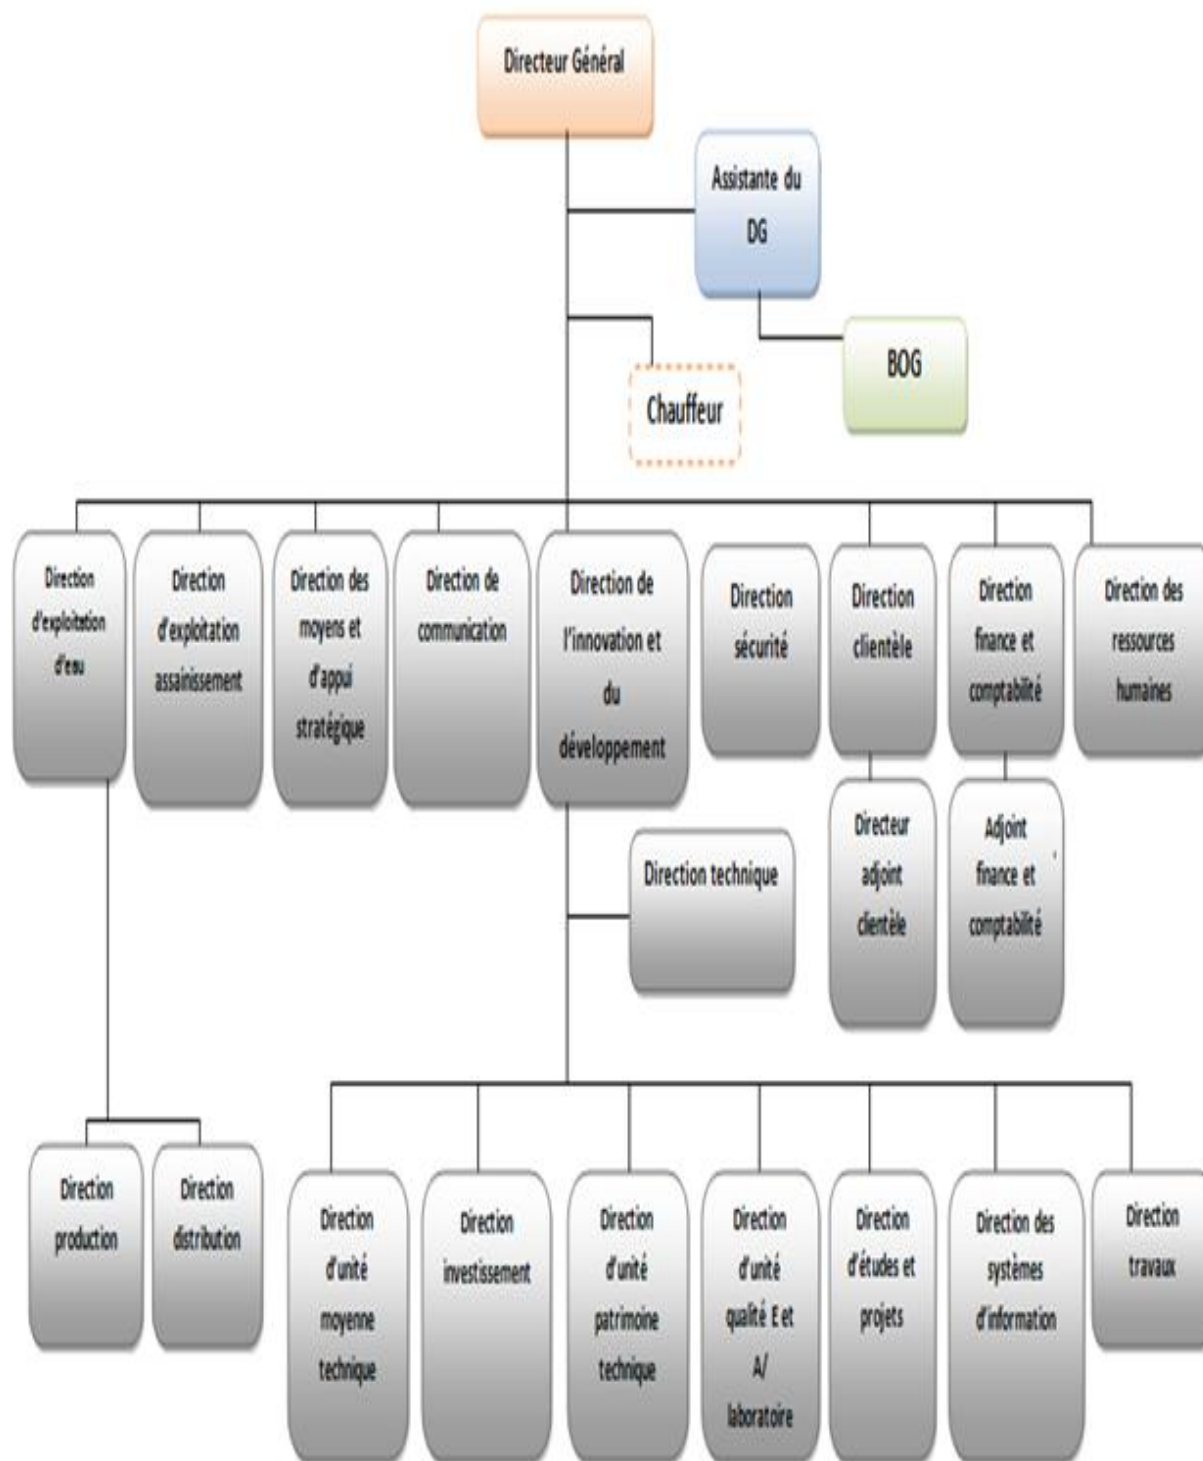 Directeur Général
Assistante du
DG
BOG
Chauffeur
Direction
d'exploitation
d'eau
Direction
d'exploitation
assainissement
Direction des
moyens et
d'appui
stratégique
Direction de
communication
Direction de
l'innovation et
du
développement
Direction
sécurité
Direction
clientèle
Direction
finance et
comptabilité
Direction des
ressources
humaines
Direction technique
Directeur
adjoint
clientèle
Adjoint
finance et
comptabilité
Direction
production
Direction
distribution
Direction
d'unité
moyenne
technique
Direction
investissement
Direction
d'unité
patrimoine
technique
Direction
d'unité
qualité E et
A/
laboratoire
Direction
d'études et
projets
Direction des
systèmes
d'information
Direction
travaux